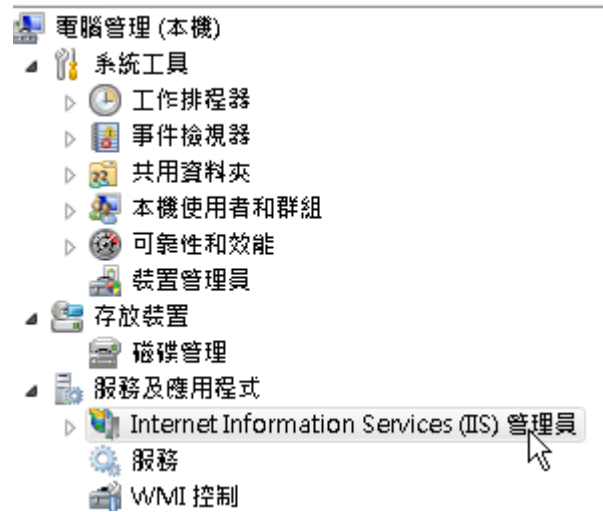 電腦管理 (本機)
系統工具
工作排程器
事件檢視器
共用資料夾
本機使用者和群組
可靠性和效能
裝置管理員
存放裝置
磁碟管理
服務及應用程式
Internet Information Services (IIS) 管理員
服務
WMI 控制